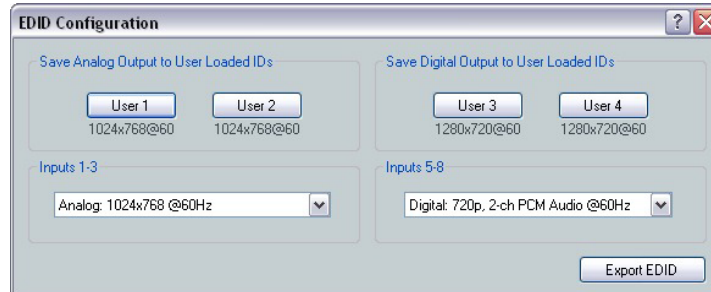 EDID Configuration
?
Save Analog Output to User Loaded IDs
User 1
User 2
1024x768@60
1024x768@60
Save Digital Output to User Loaded IDs
User 3
User 4
1280x720@60
1280x720@60
Inputs 1-3
Analog: 1024x768 @60Hz
Inputs 5-8
Digital: 720p, 2-ch PCM Audio @60Hz
Export EDID